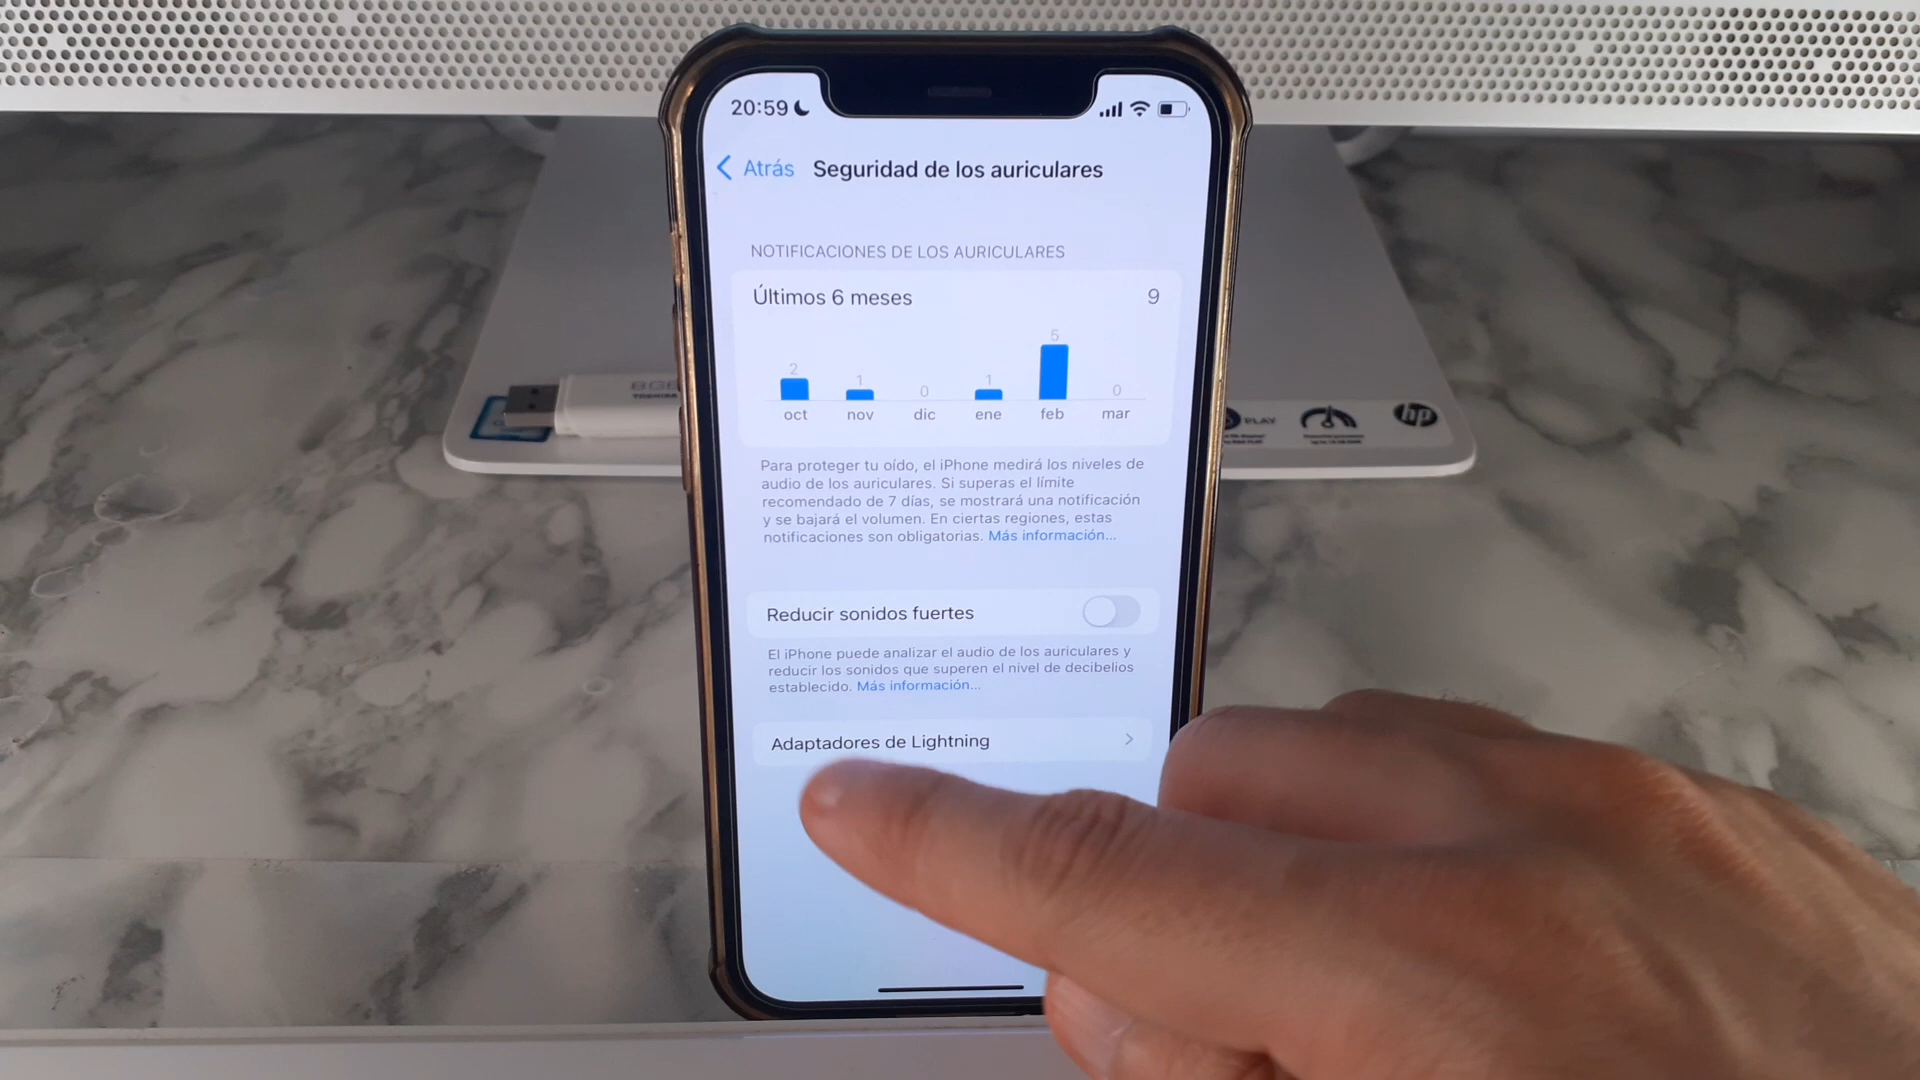 20:59
Atrás Seguridad de los auriculares
NOTIFICACIONES DE LOS AURICULARES
Últimos 6 meses 9
2 1 0 1 5 0
oct nov dic ene feb mar
Para proteger tu oído, el iPhone medirá los niveles de
audio de los auriculares. Si superas el límite
recomendado de 7 días, se mostrará una notificación
y se bajará el volumen. En ciertas regiones, estas
notificaciones son obligatorias. Más información...
Reducir sonidos fuertes
El iPhone puede analizar el audio de los auriculares y
reducir los sonidos que superen el nivel de decibelios
establecido. Más información...
Adaptadores de Lightning
TOSHIBA
PLAY
hp